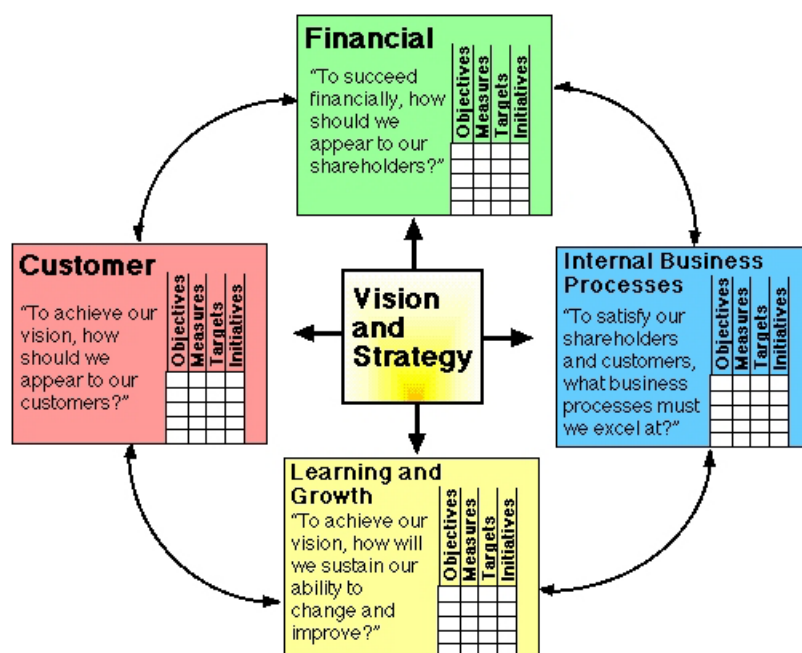 Financial
“To succeed
financially, how
should we
appear to our
shareholders?”
Objectives
Measures
Targets
Initiatives
Customer
“To achieve our
vision, how
should we
appear to our
customers?”
Objectives
Measures
Targets
Initiatives
Vision
and
Strategy
Internal Business
Processes
“To satisfy our
shareholders
and customers,
what business
processes must
we excel at?”
Objectives
Measures
Targets
Initiatives
Learning and
Growth
“To achieve our
vision, how will
we sustain our
ability to
change and
improve?”
Objectives
Measures
Targets
Initiatives